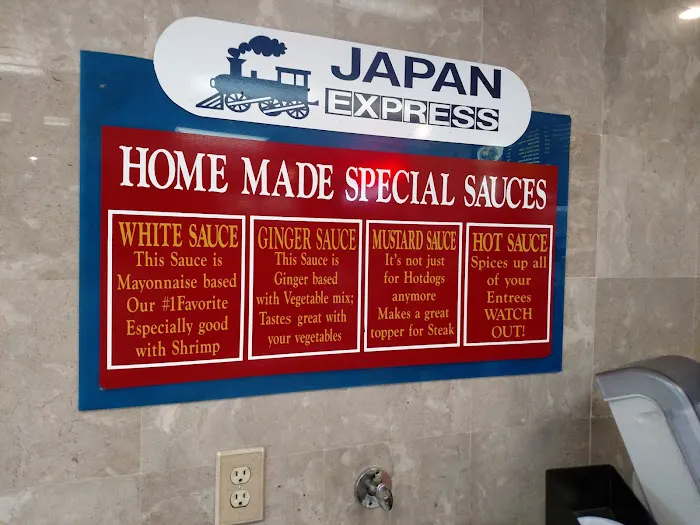 JAPAN
EXPRESS
HOME MADE SPECIAL SAUCES
WHITE SAUCE
This Sauce is
Mayonnaise based
Our #1Favorite
Especially good
with Shrimp
GINGER SAUCE
This Sauce is
Ginger based
with Vegetable mix;
Tastes great with
your vegetables
MUSTARD SAUCE
It's not just
for Hotdogs
anymore
Makes a great
topper for Steak
HOT SAUCE
Spices up all
of your
Entrees
WATCH
OUT!